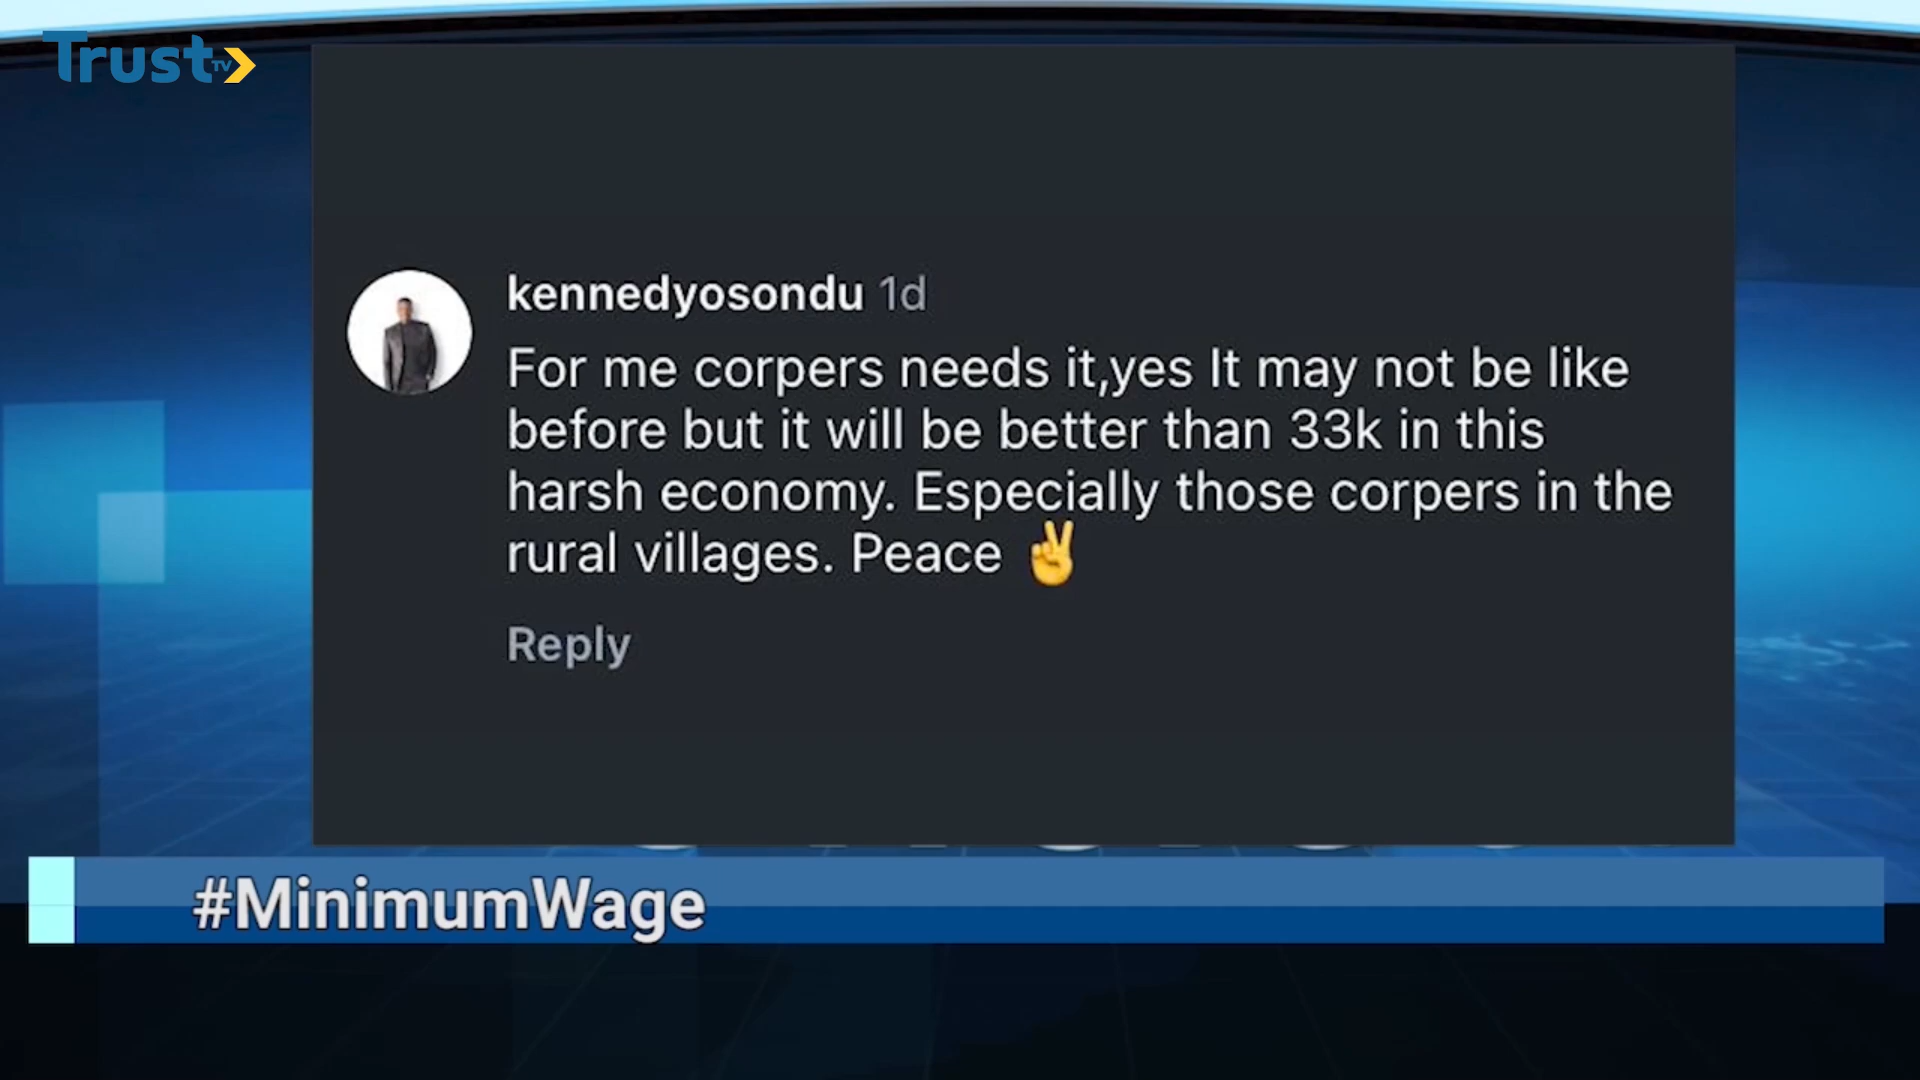 Trust TV
kennedyosondu 1d
For me corpers needs it,yes It may not be like
before but it will be better than 33k in this
harsh economy. Especially those corpers in the
rural villages. Peace ✌️
Reply
#MinimumWage